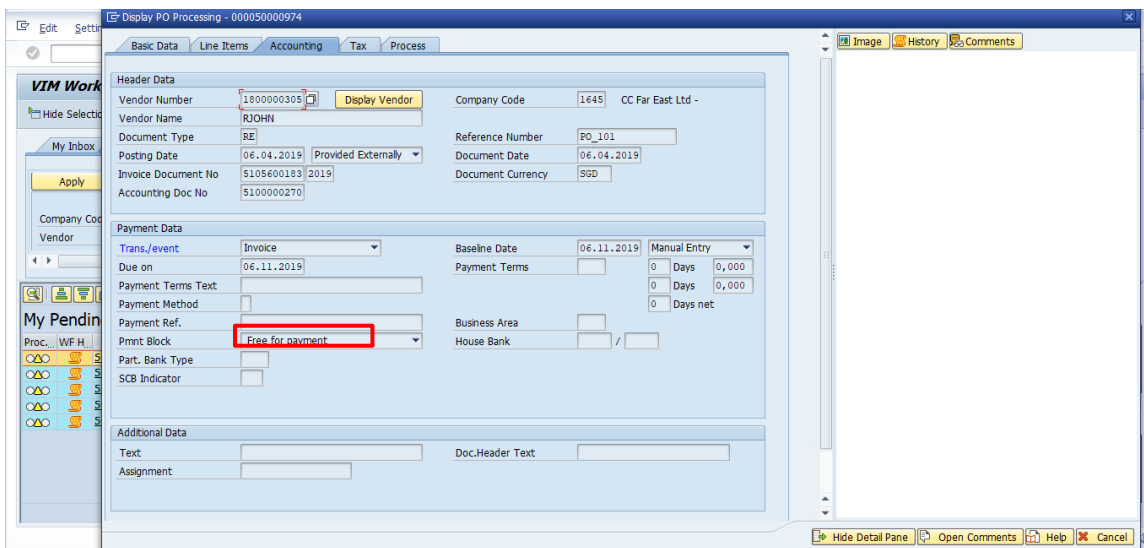 Display PO Processing - 000050000974
Edit
Basic Data Line Items Accounting Tax Process
Image History Comments
VIM Work
Hide Selectio
My Inbox
Apply
Company Cod
Vendor
My Pendin
Proc... WF H...
Header Data
Vendor Number 1800000305 Display Vendor Company Code 1645 CC Far East Ltd -
Vendor Name RJOHN
Document Type RE Reference Number PO_101
Posting Date 06.04.2019 Provided Externally Document Date 06.04.2019
Invoice Document No 5105600183 2019 Document Currency SGD
Accounting Doc No 5100000270
Payment Data
Trans./event Invoice Baseline Date 06.11.2019 Manual Entry
Due on 06.11.2019 Payment Terms 0 Days 0,000
Payment Terms Text 0 Days 0,000
Payment Method 0 Days net
Payment Ref. Business Area
Pmnt Block Free for payment House Bank /
Part. Bank Type
SCB Indicator
Additional Data
Text Doc.Header Text
Assignment
Hide Detail Pane Open Comments Help Cancel